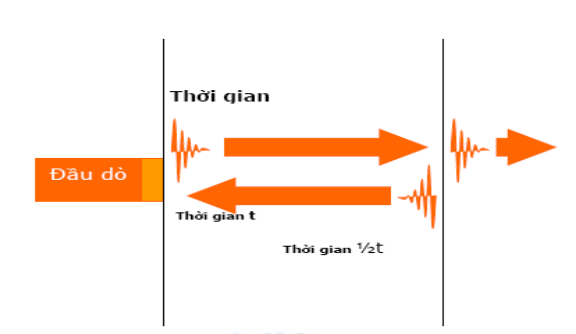 Thời gian
Đầu dò
Thời gian t
Thời gian ½t